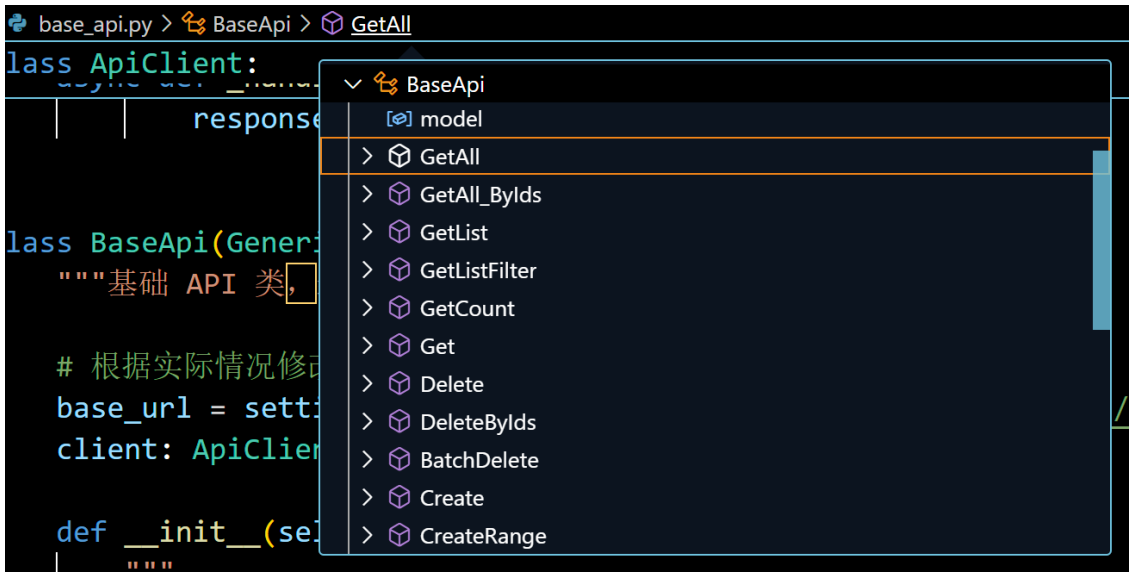 base_api.py > BaseApi > GetAll
lass ApiClient:
response
lass BaseApi(Generi
"""基础 API 类，
# 根据实际情况修改
base_url = setti
client: ApiClien
def __init__(sel
"""
BaseApi
model
GetAll
GetAll_ByIds
GetList
GetListFilter
GetCount
Get
Delete
DeleteByIds
BatchDelete
Create
CreateRange
/